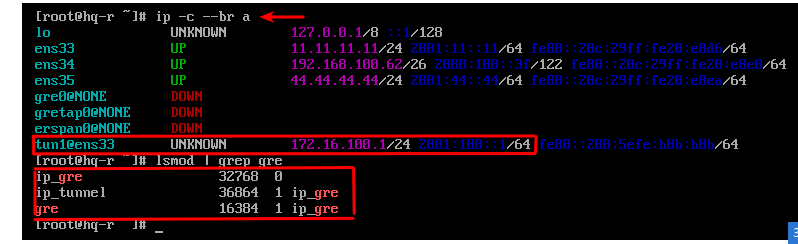 [root@hq-r ~]# ip -c --br a
lo UNKNOWN 127.0.0.1/8 ::1/128
ens33 UP 11.11.11.11/24 2001:11::11/64 fe80::20c:29ff:fe20:e8d6/64
ens34 UP 192.168.100.62/26 2000:100::3f/122 fe80::20c:29ff:fe20:e8e0/64
ens35 UP 44.44.44.44/24 2001:44::44/64 fe80::20c:29ff:fe20:e8ea/64
gre0@NONE DOWN
gretap0@NONE DOWN
erspan0@NONE DOWN
tun1@ens33 UNKNOWN 172.16.100.1/24 2001:100::1/64 fe80::200:5efe:b0b:b0b/64
[root@hq-r ~]# lsmod | grep gre
ip_gre 32768 0
ip_tunnel 36864 1 ip_gre
gre 16384 1 ip_gre
[root@hq-r ~]# _
3